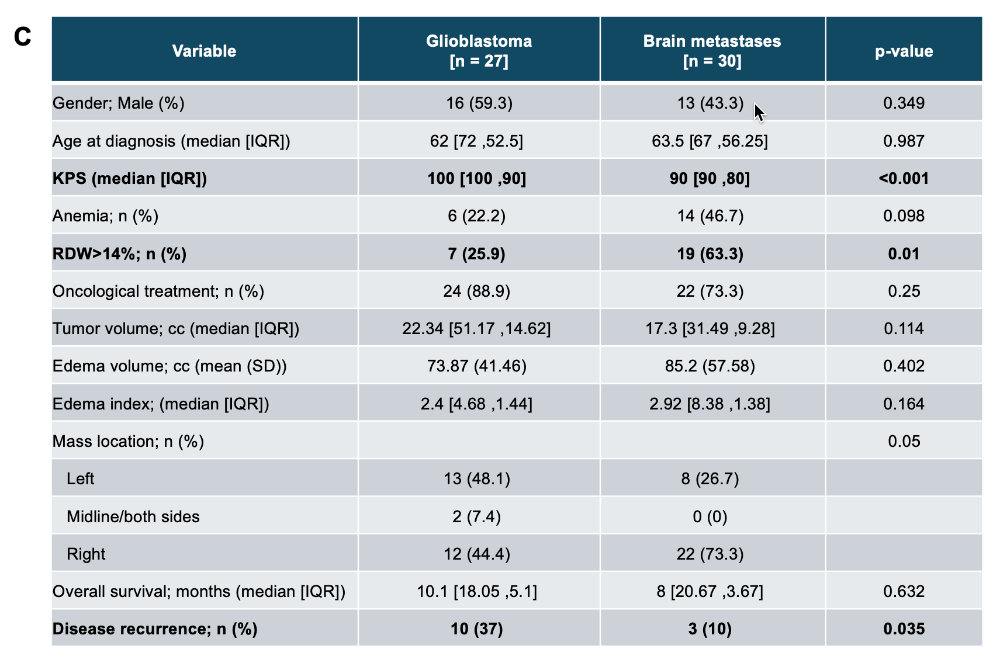 C
Variable Glioblastoma [n = 27] Brain metastases [n = 30] p-value
Gender; Male (%) 16 (59.3) 13 (43.3) 0.349
Age at diagnosis (median [IQR]) 62 [72 ,52.5] 63.5 [67 ,56.25] 0.987
KPS (median [IQR]) 100 [100 ,90] 90 [90 ,80] <0.001
Anemia; n (%) 6 (22.2) 14 (46.7) 0.098
RDW>14%; n (%) 7 (25.9) 19 (63.3) 0.01
Oncological treatment; n (%) 24 (88.9) 22 (73.3) 0.25
Tumor volume; cc (median [IQR]) 22.34 [51.17 ,14.62] 17.3 [31.49 ,9.28] 0.114
Edema volume; cc (mean (SD)) 73.87 (41.46) 85.2 (57.58) 0.402
Edema index; (median [IQR]) 2.4 [4.68 ,1.44] 2.92 [8.38 ,1.38] 0.164
Mass location; n (%) 0.05
Left 13 (48.1) 8 (26.7)
Midline/both sides 2 (7.4) 0 (0)
Right 12 (44.4) 22 (73.3)
Overall survival; months (median [IQR]) 10.1 [18.05 ,5.1] 8 [20.67 ,3.67] 0.632
Disease recurrence; n (%) 10 (37) 3 (10) 0.035